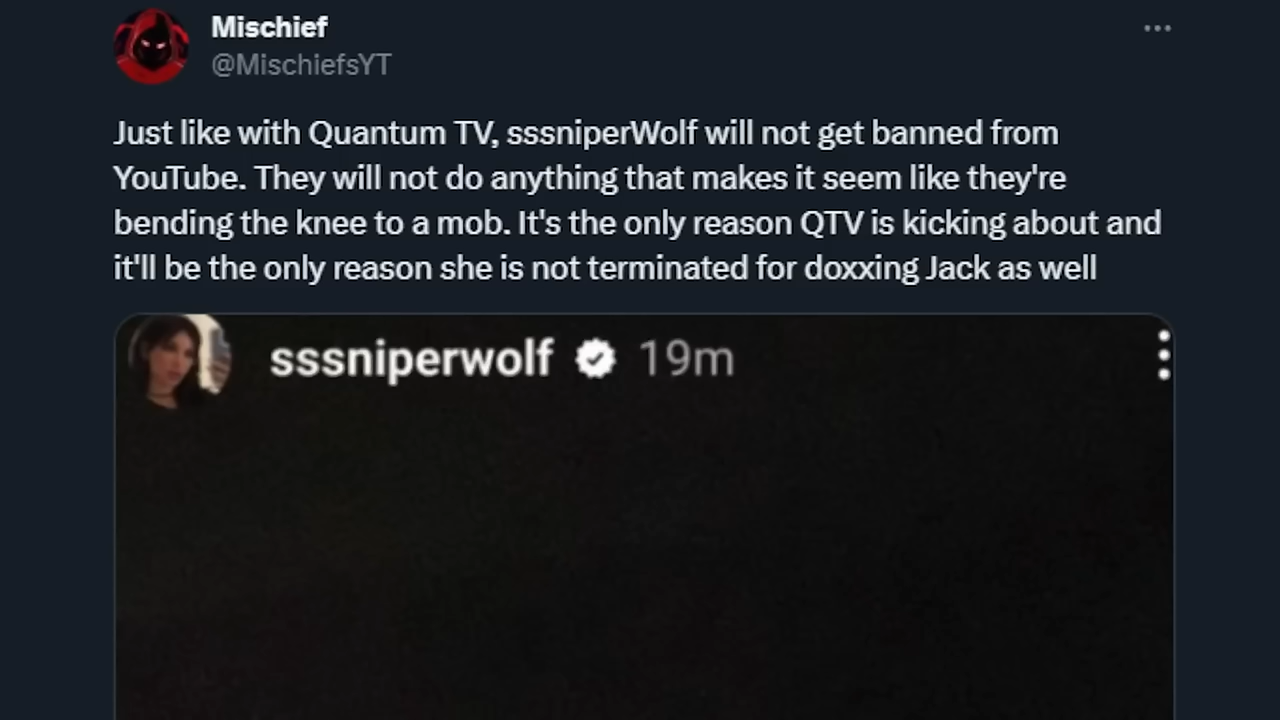 Mischief
@MischiefsYT
Just like with Quantum TV, sssniperWolf will not get banned from
YouTube. They will not do anything that makes it seem like they're
bending the knee to a mob. It's the only reason QTV is kicking about and
it'll be the only reason she is not terminated for doxxing Jack as well
sssniperwolf 19m